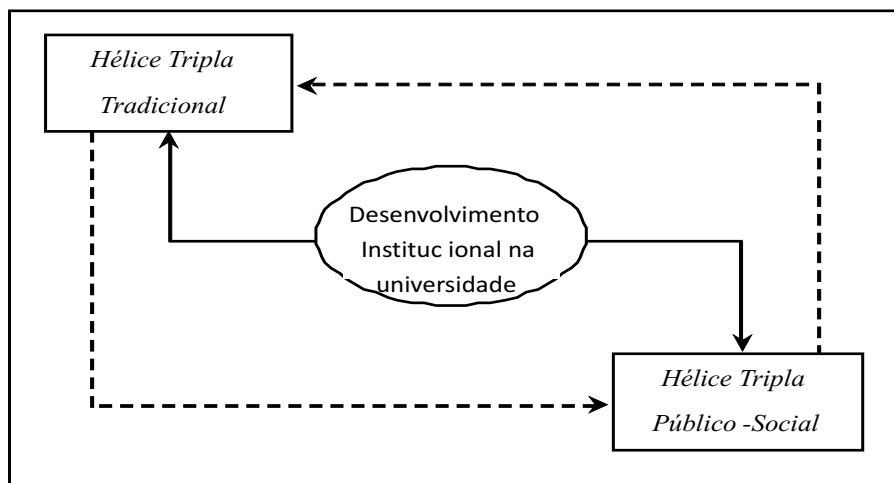 Hélice Tripla
Tradicional
Desenvolvimento
Instituc ional na
universidade
Hélice Tripla
Público -Social